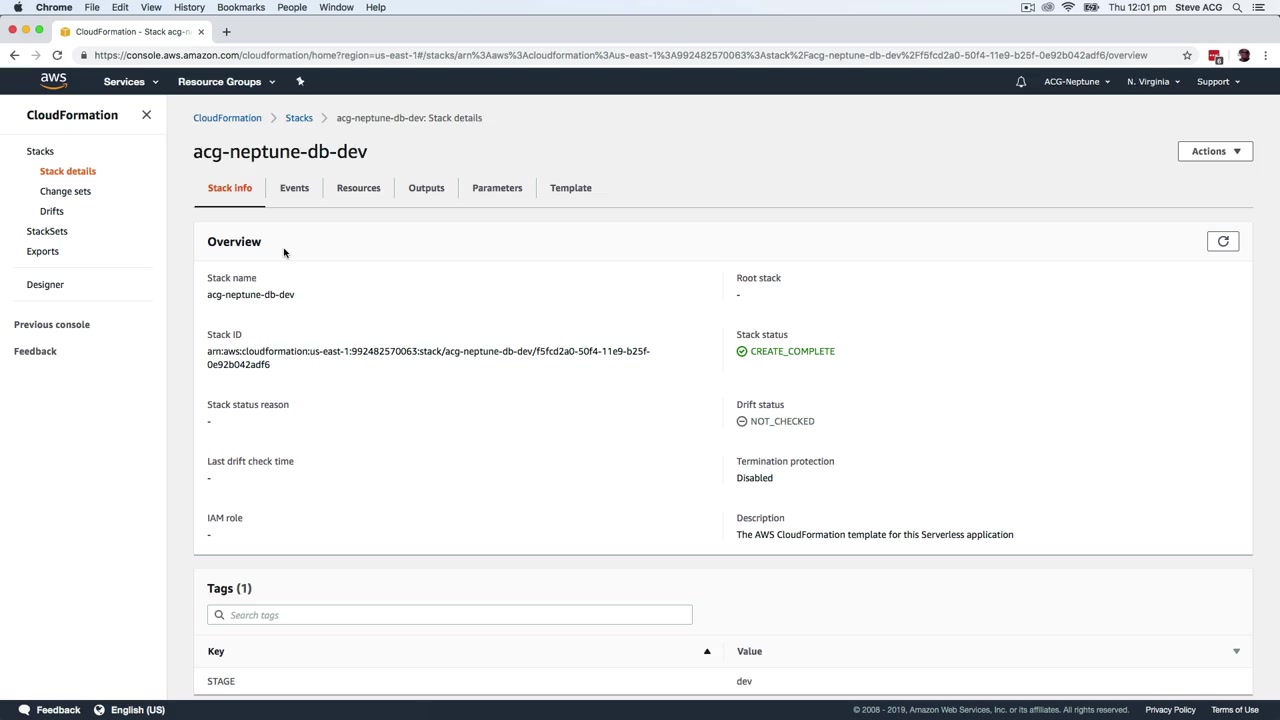 Chrome File Edit View History Bookmarks People Window Help Thu 12:01 pm Steve ACG
CloudFormation - Stack acg-n
https://console.aws.amazon.com/cloudformation/home?region=us-east-1#/stacks/arn%3Aaws%3Acloudformation%3Aus-east-1%3A992482570063%3Astack%2Facg-neptune-db-dev%2Ff5fcd2a0-50f4-11e9-b25f-0e92b042adf6/overview
aws Services Resource Groups ACG-Neptune N. Virginia Support
CloudFormation
Stacks
Stack details
Change sets
Drifts
StackSets
Exports
Designer
Previous console
Feedback
CloudFormation Stacks acg-neptune-db-dev: Stack details
acg-neptune-db-dev
Actions
Stack info Events Resources Outputs Parameters Template
Overview
Stack name
acg-neptune-db-dev
Root stack
-
Stack ID
arn:aws:cloudformation:us-east-1:992482570063:stack/acg-neptune-db-dev/f5fcd2a0-50f4-11e9-b25f-
0e92b042adf6
Stack status
CREATE_COMPLETE
Stack status reason
-
Drift status
NOT_CHECKED
Last drift check time
-
Termination protection
Disabled
IAM role
-
Description
The AWS CloudFormation template for this Serverless application
Tags (1)
Search tags
Key Value
STAGE dev
Feedback English (US) © 2008 - 2019, Amazon Web Services, Inc. or its affiliates. All rights reserved. Privacy Policy Terms of Use